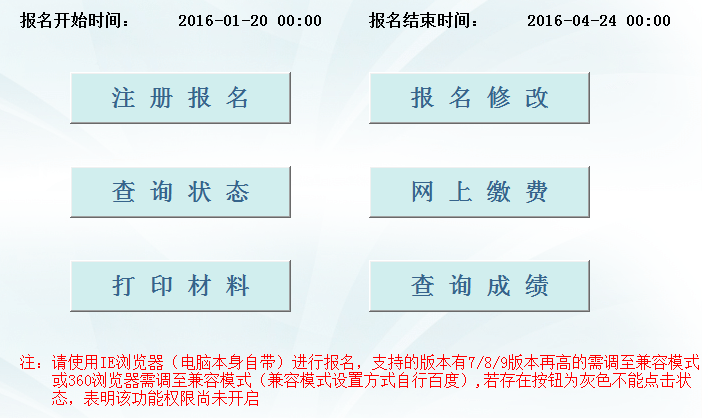 报名开始时间： 2016-01-20 00:00 报名结束时间： 2016-04-24 00:00
注 册 报 名 报 名 修 改
查 询 状 态 网 上 缴 费
打 印 材 料 查 询 成 绩
注：请使用IE浏览器（电脑本身自带）进行报名，支持的版本有7/8/9版本再高的需调至兼容模式
或360浏览器需调至兼容模式（兼容模式设置方式自行百度）,若存在按钮为灰色不能点击状
态，表明该功能权限尚未开启